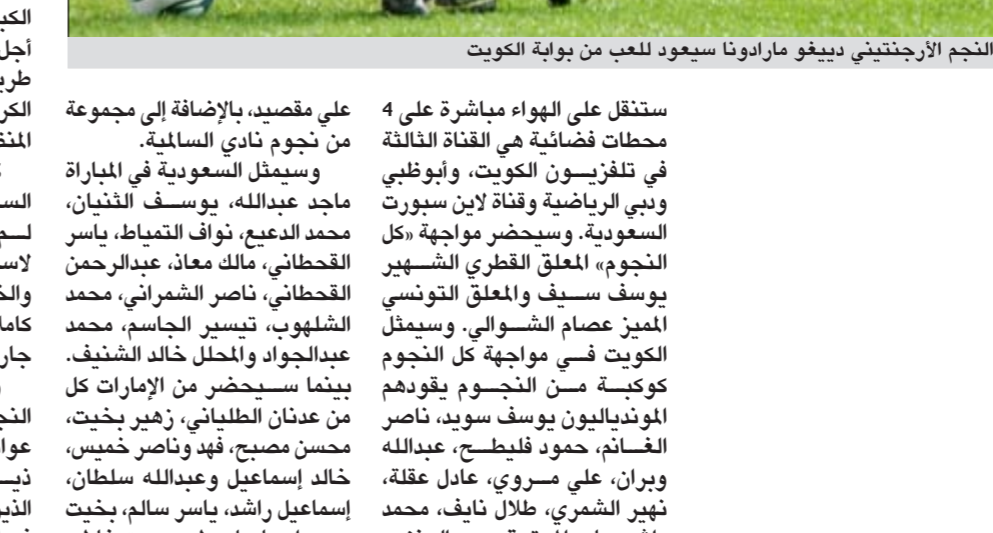 النجم الأرجنتيني دييغو مارادونا سيعود للعب من بوابة الكويت
ستنقل على الهواء مباشرة على 4
محطات فضائية هي القناة الثالثة
في تلفزيون الكويت، وأبوظبي
ودبي الرياضية وقناة لاين سبورت
السعودية. وسيحضر مواجهة «كل
النجوم» المعلق القطري الشهير
يوسف سيف والمعلق التونسي
المميز عصام الشوالي. وسيمثل
الكويت في مواجهة كل النجوم
كوكبة من النجوم يقودهم
الموندياليون يوسف سويد، ناصر
الغانم، حمود فليطح، عبدالله
وبران، علي مروي، عادل عقلة،
نهير الشمري، طلال نايف، محمد
علي مقصيد، بالإضافة إلى مجموعة
من نجوم نادي السالمية.
وسيمثل السعودية في المباراة
ماجد عبدالله، يوسف الثنيان،
محمد الدعيع، نواف التمياط، ياسر
القحطاني، مالك معاذ، عبدالرحمن
القحطاني، ناصر الشمراني، محمد
الشلهوب، تيسير الجاسم، محمد
عبدالجواد والمحلل خالد الشنيف.
بينما سيحضر من الإمارات كل
من عدنان الطلياني، زهير بخيت،
محسن مصبح، فهد وناصر خميس،
خالد إسماعيل وعبدالله سلطان،
إسماعيل راشد، ياسر سالم، بخيت